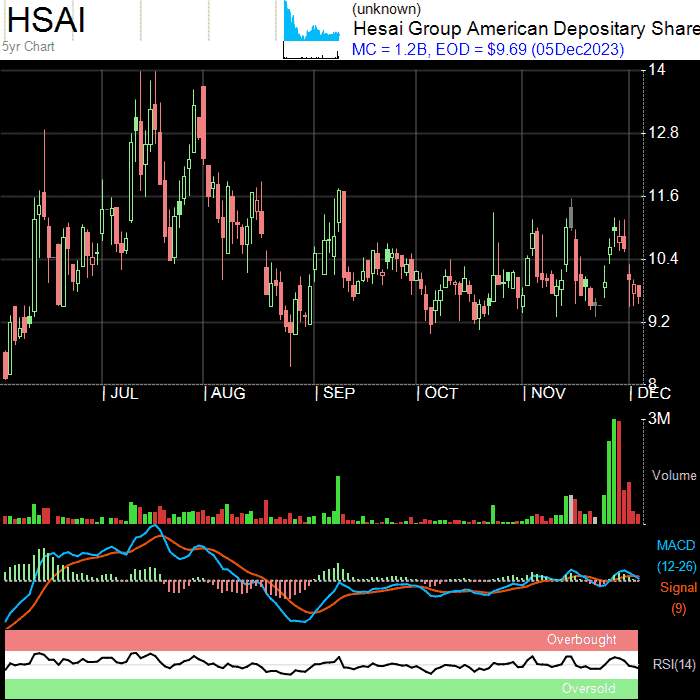 HSAI
5yr Chart
(unknown)
Hesai Group American Depositary Share
MC = 1.2B, EOD = $9.69 (05Dec2023)
14
12.8
11.6
10.4
9.2
8
JUL
AUG
SEP
OCT
NOV
DEC
3M
Volume
MACD
(12-26)
Signal
(9)
Overbought
RSI(14)
Oversold